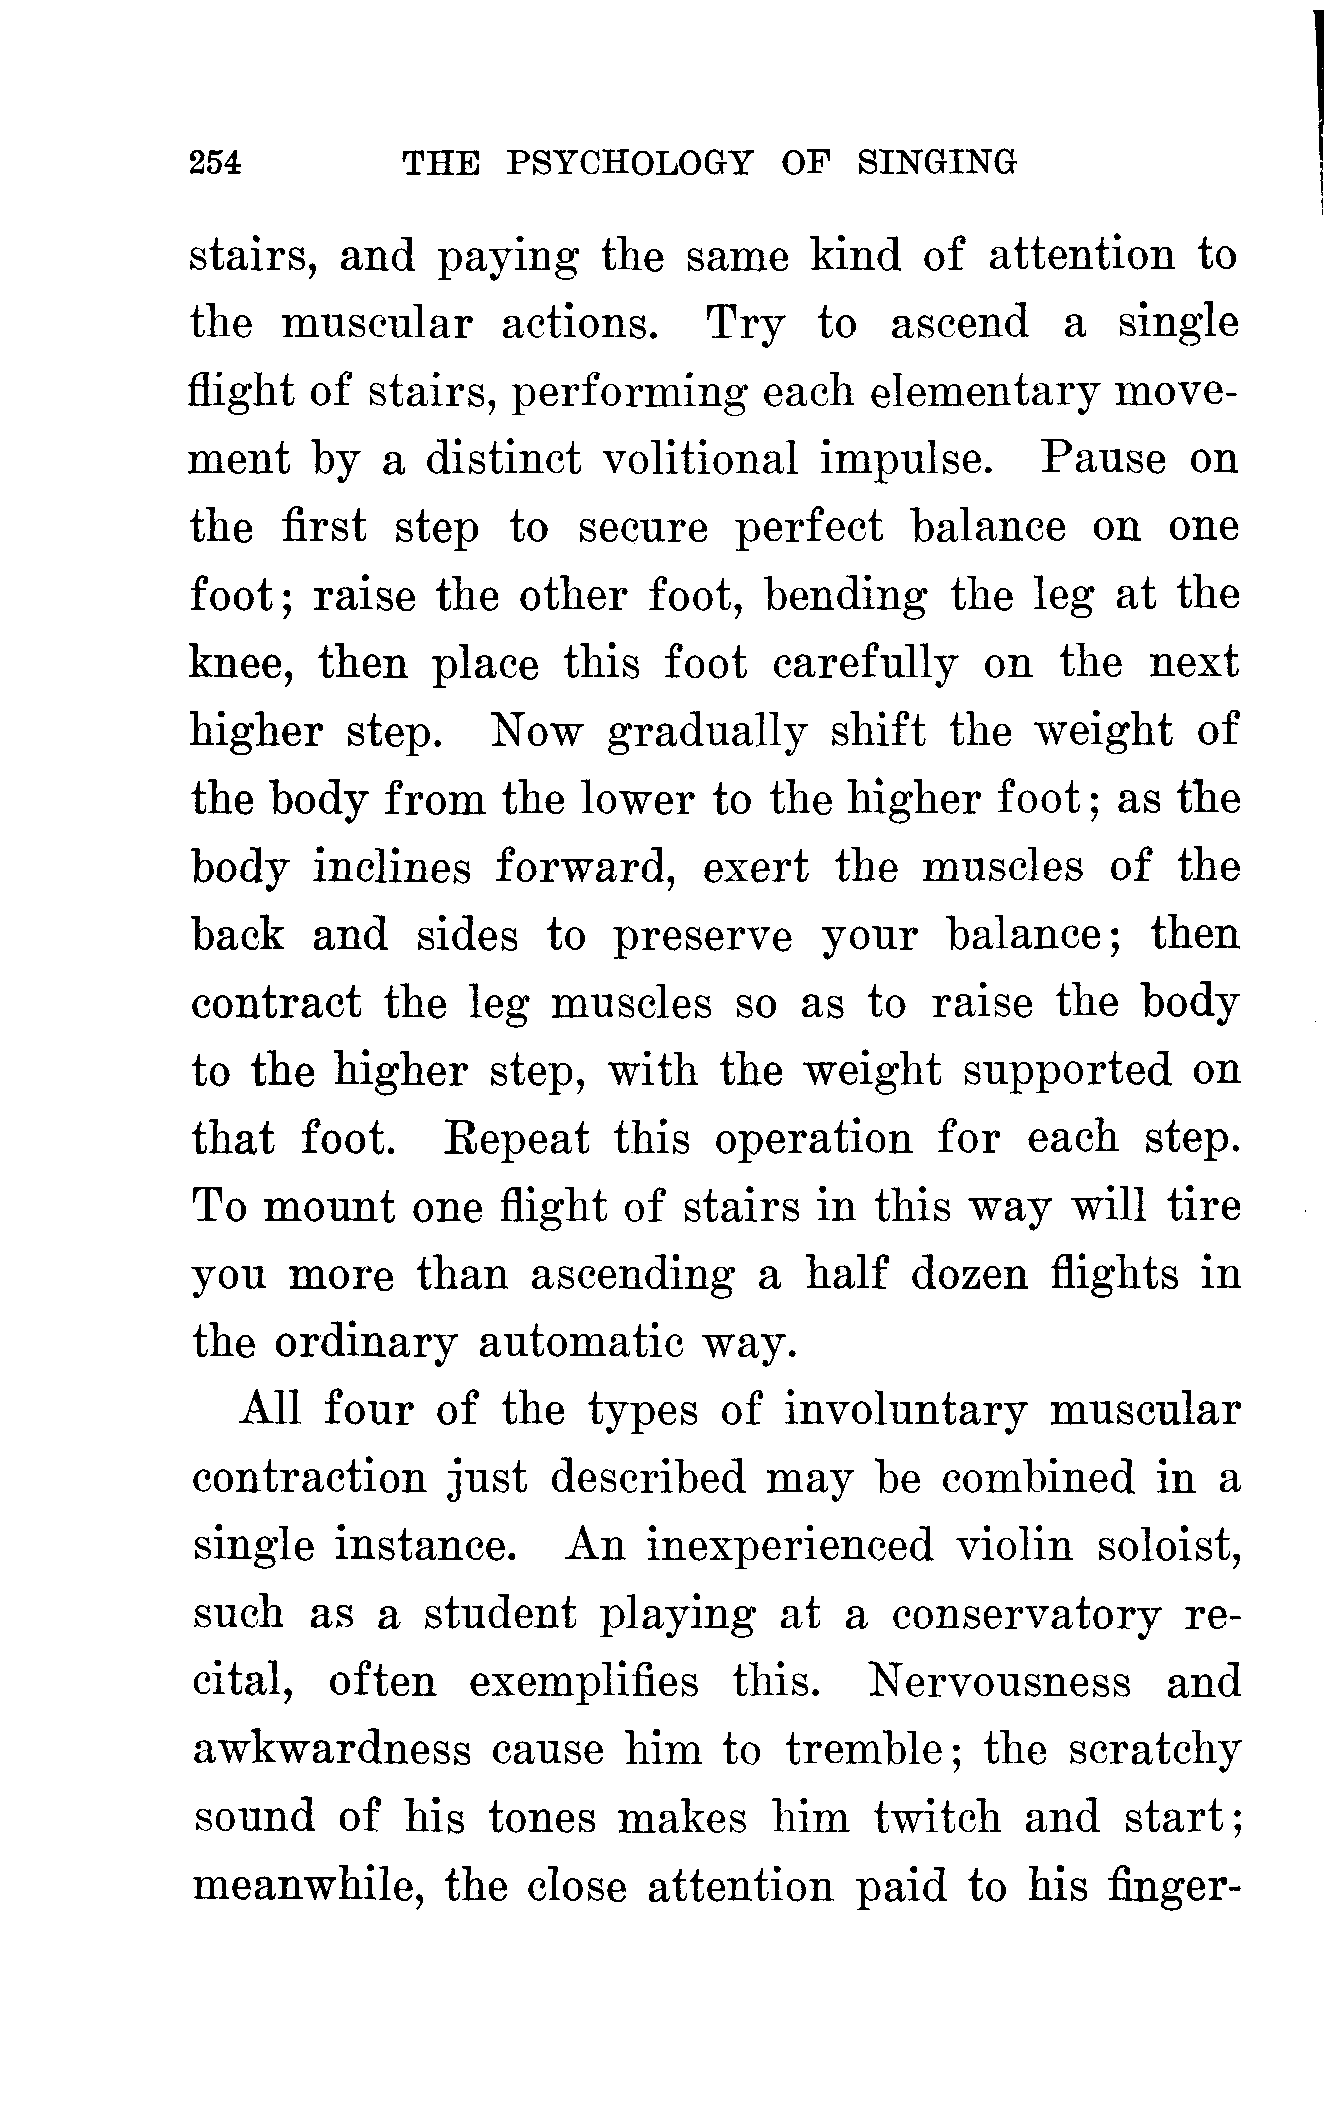 254 THE PSYCHOLOGY OF SINGING
stairs, and paying the same kind of attention to
the muscular actions. Try to ascend a single
flight of stairs, performing each elementary move-
ment by a distinct volitional impulse. Pause on
the first step to secure perfect balance on one
foot; raise the other foot, bending the leg at the
knee, then place this foot carefully on the next
higher step. Now gradually shift the weight of
the body from the lower to the higher foot; as the
body inclines forward, exert the muscles of the
back and sides to preserve your balance; then
contract the leg muscles so as to raise the body
to the higher step, with the weight supported on
that foot. Repeat this operation for each step.
To mount one flight of stairs in this way will tire
you more than ascending a half dozen flights in
the ordinary automatic way.
All four of the types of involuntary muscular
contraction just described may be combined in a
single instance. An inexperienced violin soloist,
such as a student playing at a conservatory re-
cital, often exemplifies this. Nervousness and
awkwardness cause him to tremble; the scratchy
sound of his tones makes him twitch and start;
meanwhile, the close attention paid to his finger-